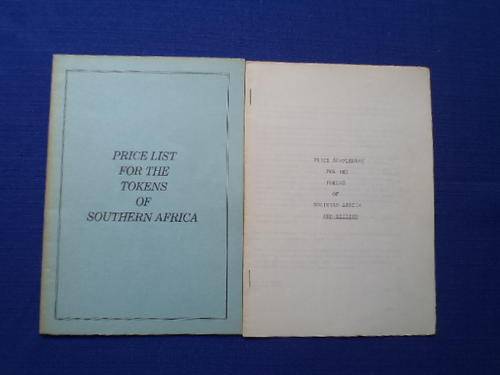 PRICE LIST
FOR THE
TOKENS
OF
SOUTHERN AFRICA
PRICE SUPPLEMENT
FOR THE
TOKENS
OF
SOUTHERN AFRICA
2ND EDITION